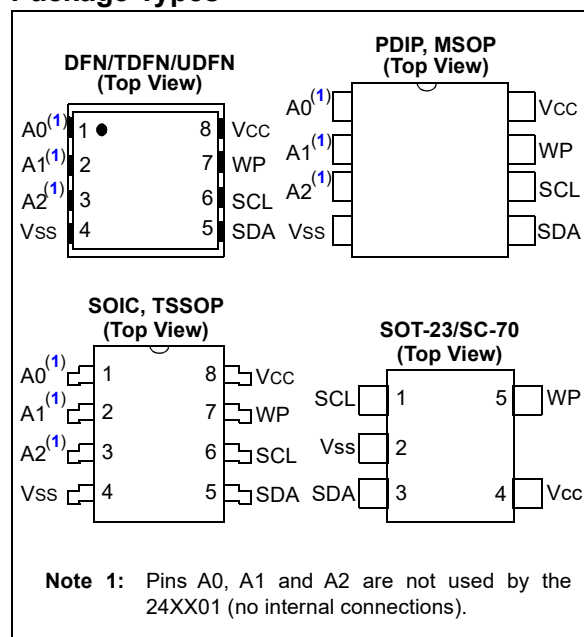 Package Types
DFN/TDFN/UDFN
(Top View)
A0(1) 1 8 VCC
A1(1) 2 7 WP
A2(1) 3 6 SCL
VSS 4 5 SDA
PDIP, MSOP
(Top View)
A0(1) VCC
A1(1) WP
A2(1) SCL
VSS SDA
SOIC, TSSOP
(Top View)
A0(1) 1 8 VCC
A1(1) 2 7 WP
A2(1) 3 6 SCL
VSS 4 5 SDA
SOT-23/SC-70
(Top View)
SCL 1 5 WP
Vss 2
SDA 3 4 Vcc
Note 1: Pins A0, A1 and A2 are not used by the
24XX01 (no internal connections).